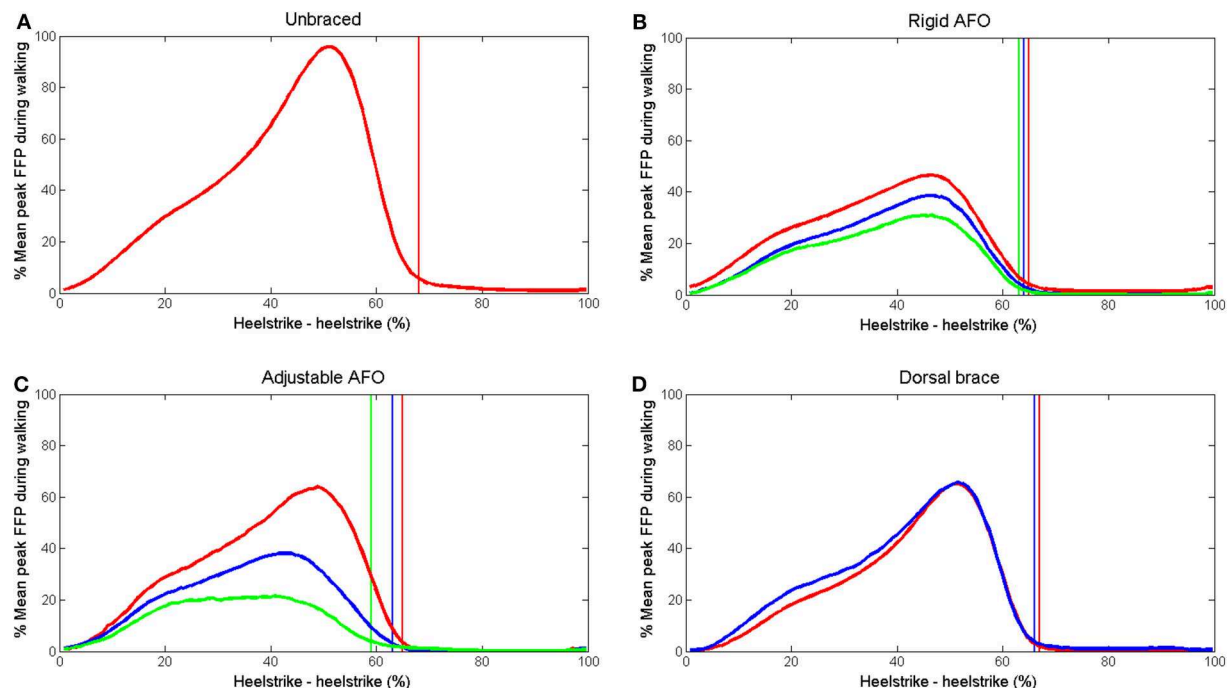 A
Unbraced
% Mean peak FFP during walking
100
80
60
40
20
0
0 20 40 60 80 100
Heelstrike - heelstrike (%)
B
Rigid AFO
% Mean peak FFP during walking
100
80
60
40
20
0
0 20 40 60 80 100
Heelstrike - heelstrike (%)
C
Adjustable AFO
% Mean peak FFP during walking
100
80
60
40
20
0
0 20 40 60 80 100
Heelstrike - heelstrike (%)
D
Dorsal brace
% Mean peak FFP during walking
100
80
60
40
20
0
0 20 40 60 80 100
Heelstrike - heelstrike (%)